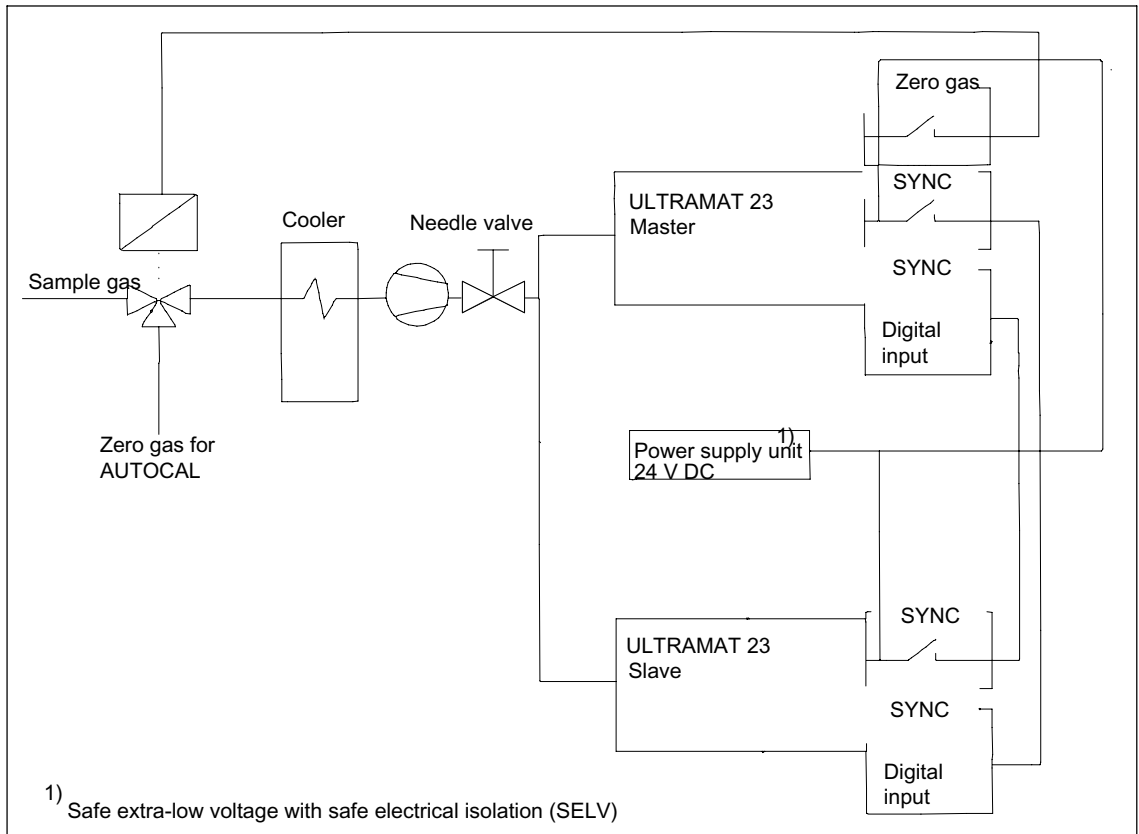 Zero gas
ULTRAMAT 23
Master
SYNC
SYNC
Digital
input
Cooler
Needle valve
Sample gas
Zero gas for
AUTOCAL
Power supply unit 1)
24 V DC
ULTRAMAT 23
Slave
SYNC
SYNC
Digital
input
1) Safe extra-low voltage with safe electrical isolation (SELV)